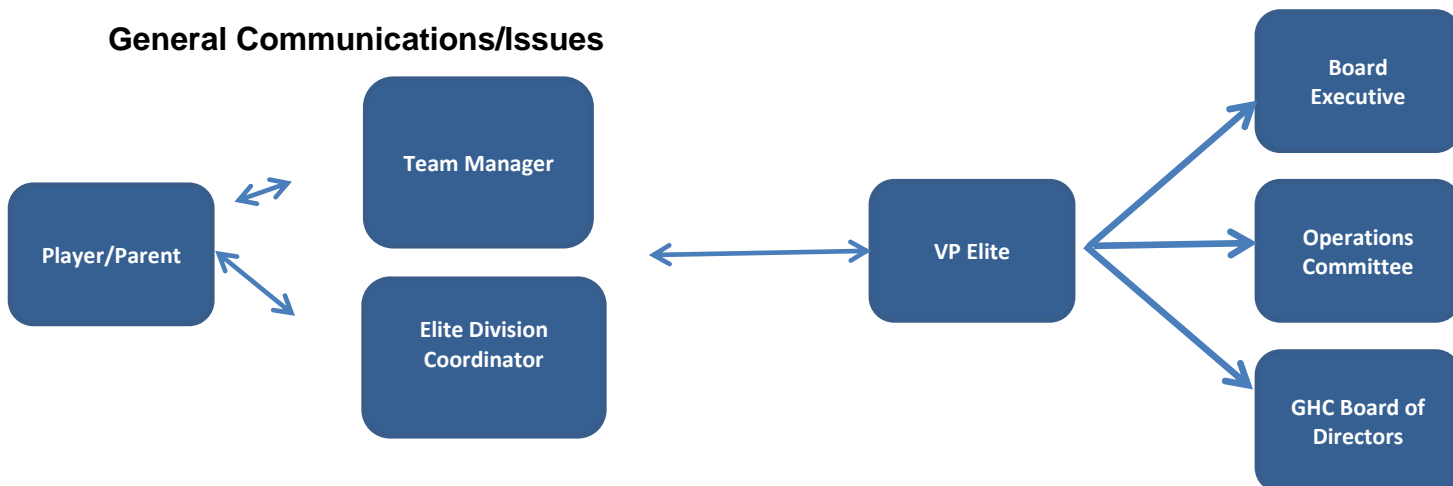 General Communications/Issues
Board
Executive
Team Manager
Player/Parent
VP Elite
Operations
Committee
Elite Division
Coordinator
GHC Board of
Directors